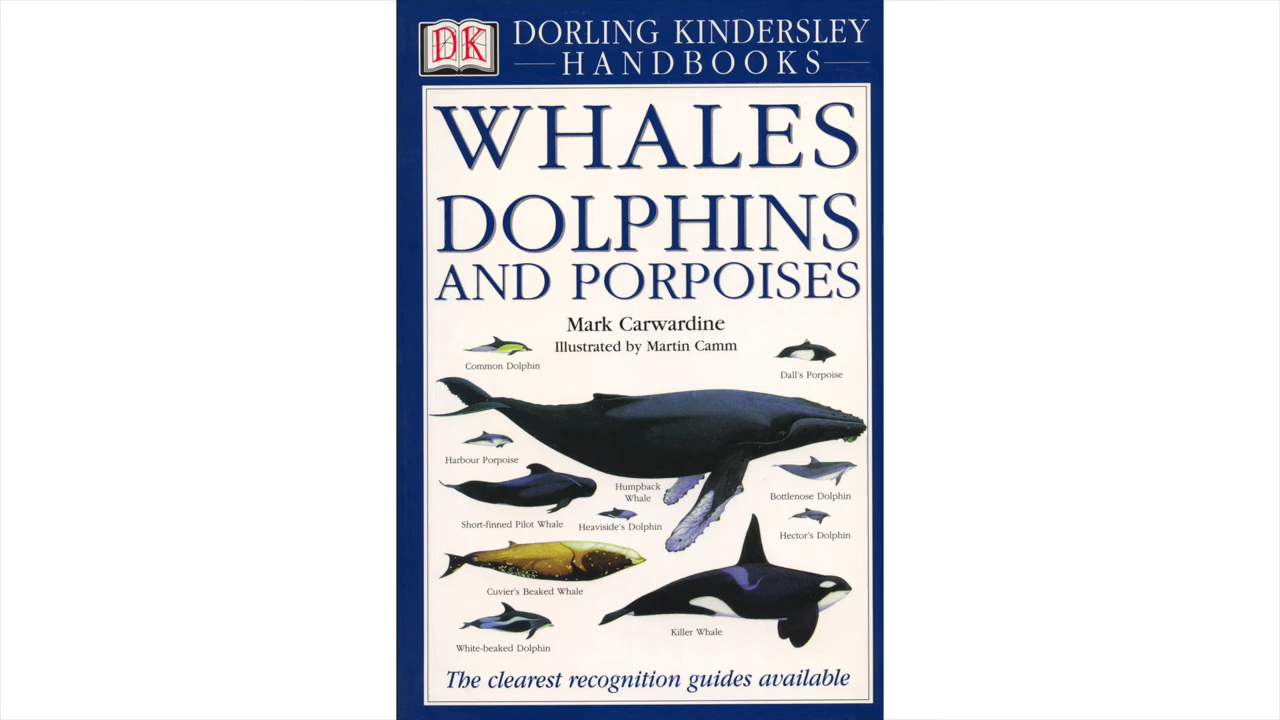 DK
DORLING KINDERSLEY
HANDBOOKS
WHALES
DOLPHINS
AND PORPOISES
Mark Carwardine
Illustrated by Martin Camm
Common Dolphin
Dall's Porpoise
Harbour Porpoise
Humpback
Whale
Bottlenose Dolphin
Short-finned Pilot Whale
Heaviside's Dolphin
Hector's Dolphin
Cuvier's Beaked Whale
Killer Whale
White-beaked Dolphin
The clearest recognition guides available